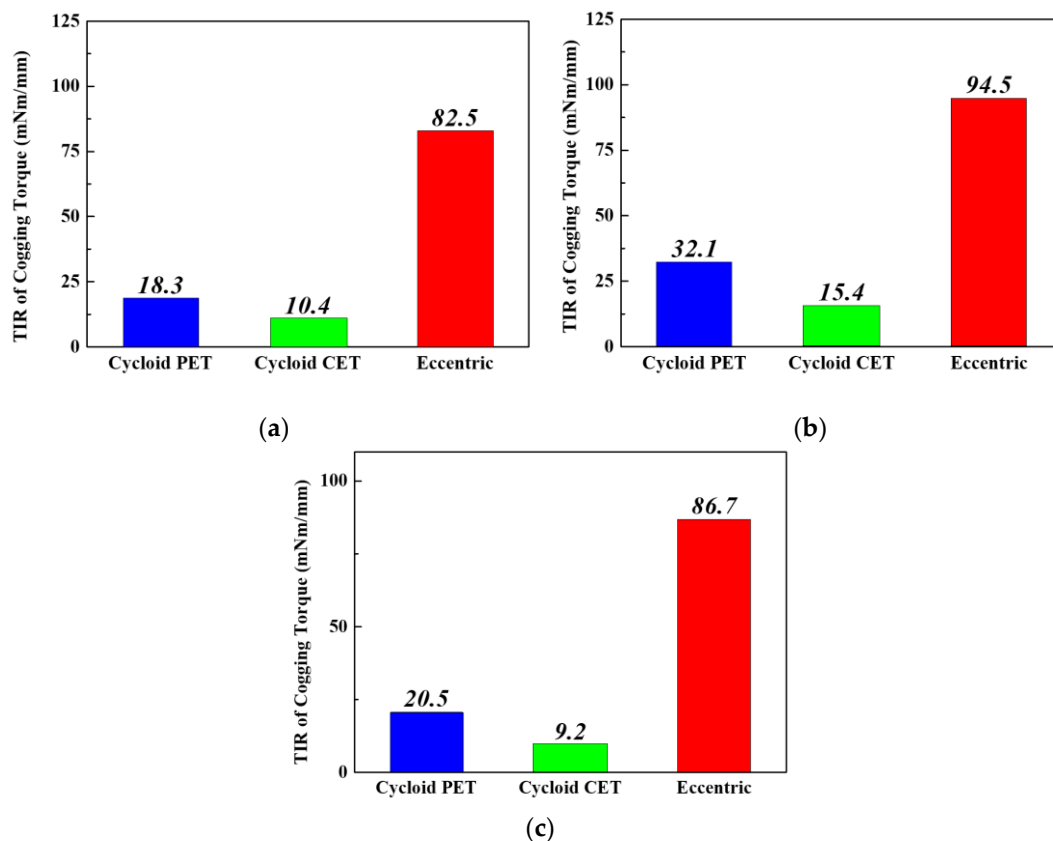 TIR of Cogging Torque (mNm/mm)
125
100
75
50
25
0
18.3
10.4
82.5
Cycloid PET
Cycloid CET
Eccentric
(a)
TIR of Cogging Torque (mNm/mm)
125
100
75
50
25
0
32.1
15.4
94.5
Cycloid PET
Cycloid CET
Eccentric
(b)
TIR of Cogging Torque (mNm/mm)
100
50
0
20.5
9.2
86.7
Cycloid PET
Cycloid CET
Eccentric
(c)